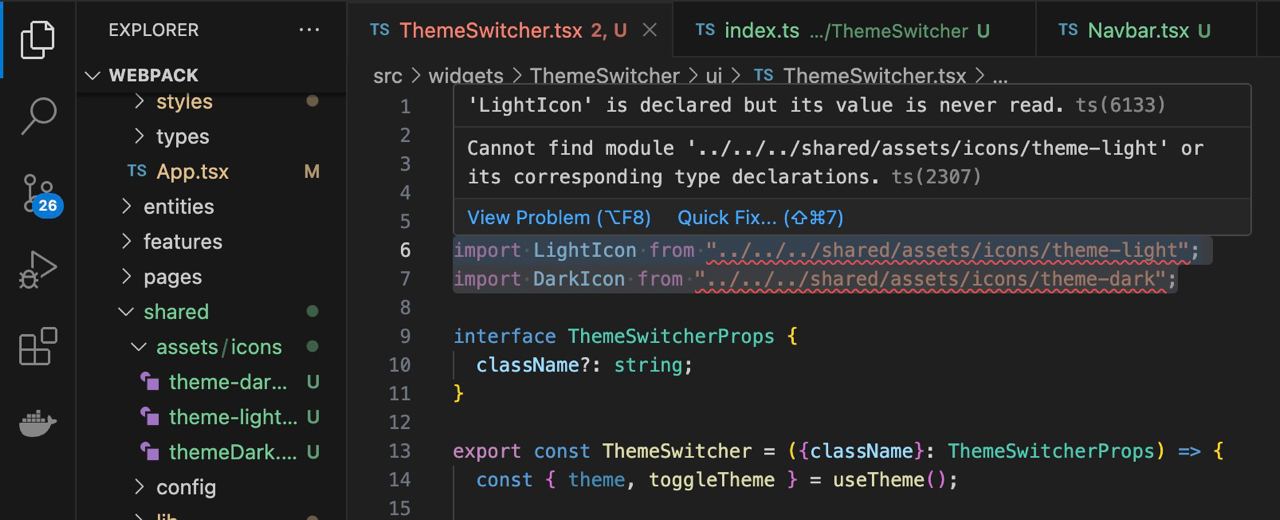 EXPLORER ...
WEBPACK
styles
types
TS App.tsx M
entities
features
pages
shared
assets/icons
theme-dar... U
theme-light... U
themeDark.... U
config
lib
26
TS ThemeSwitcher.tsx 2, U
TS index.ts .../ThemeSwitcher U
TS Navbar.tsx U
src > widgets > ThemeSwitcher > ui > TS ThemeSwitcher.tsx > ...
'LightIcon' is declared but its value is never read. ts(6133)
Cannot find module '../../../shared/assets/icons/theme-light' or
its corresponding type declarations. ts(2307)
View Problem (⌥F8) Quick Fix... (⇧⌘7)
1
2
3
4
5
6 import LightIcon from "../../../shared/assets/icons/theme-light";
7 import DarkIcon from "../../../shared/assets/icons/theme-dark";
8
9 interface ThemeSwitcherProps {
10 className?: string;
11 }
12
13 export const ThemeSwitcher = ({className}: ThemeSwitcherProps) => {
14 const { theme, toggleTheme } = useTheme();
15